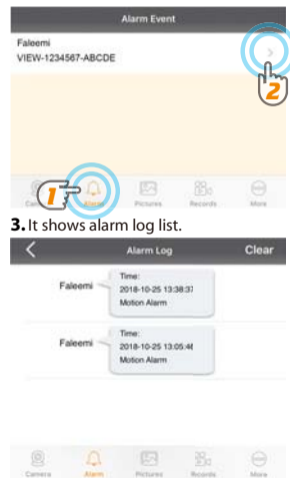 Alarm Event
Faleemi
VIEW-1234567-ABCDE
2
1
Camera Alarm Pictures Records More
3. It shows alarm log list.
Alarm Log Clear
Time:
Faleemi 2018-10-25 13:38:37
Motion Alarm
Time:
Faleemi 2018-10-25 13:05:46
Motion Alarm
Camera Alarm Pictures Records More